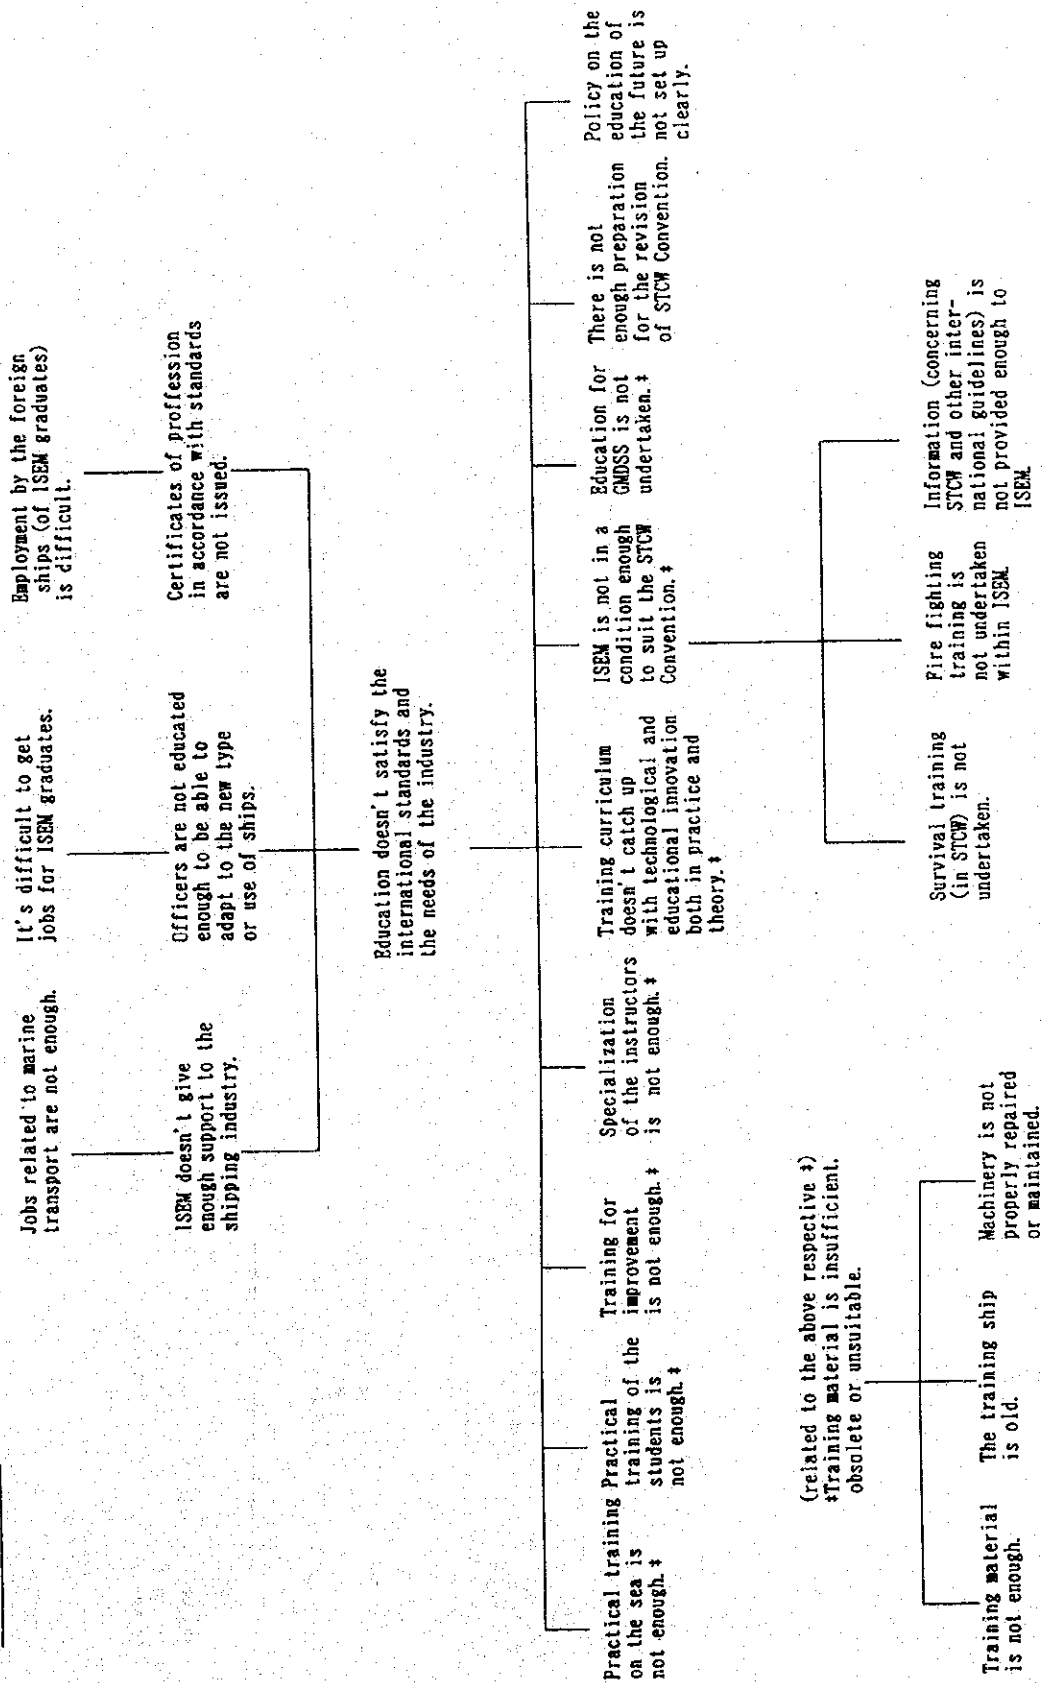 Jobs related to marine
transport are not enough.
It's difficult to get
jobs for ISEM graduates.
Employment by the foreign
ships (of ISEM graduates)
is difficult.
ISEM doesn't give
enough support to the
shipping industry.
Officers are not educated
enough to be able to
adapt to the new type
or use of ships.
Certificates of proffession
in accordance with standards
are not issued.
Education doesn't satisfy the
international standards and
the needs of the industry.
Practical training
on the sea is
not enough.‡
Practical
training of the
students is
not enough.‡
Training for
improvement
is not enough.‡
Specialization
of the instructors
is not enough.‡
Training curriculum
doesn't catch up
with technological and
educational innovation
both in practice and
theory.‡
ISEM is not in a
condition enough
to suit the STCW
Convention.‡
Education for
GMDSS is not
undertaken.‡
There is not
enough preparation
for the revision
of STCW Convention.
Policy on the
education of
the future is
not set up
clearly.
(related to the above respective ‡)
‡Training material is insufficient.
obsolete or unsuitable.
Survival training
(in STCW) is not
undertaken.
Fire fighting
training is
not undertaken
within ISEM.
Information (concerning
STCW and other inter-
national guidelines) is
not provided enough to
ISEM.
Training material
is not enough.
The training ship
is old.
Machinery is not
properly repaired
or maintained.